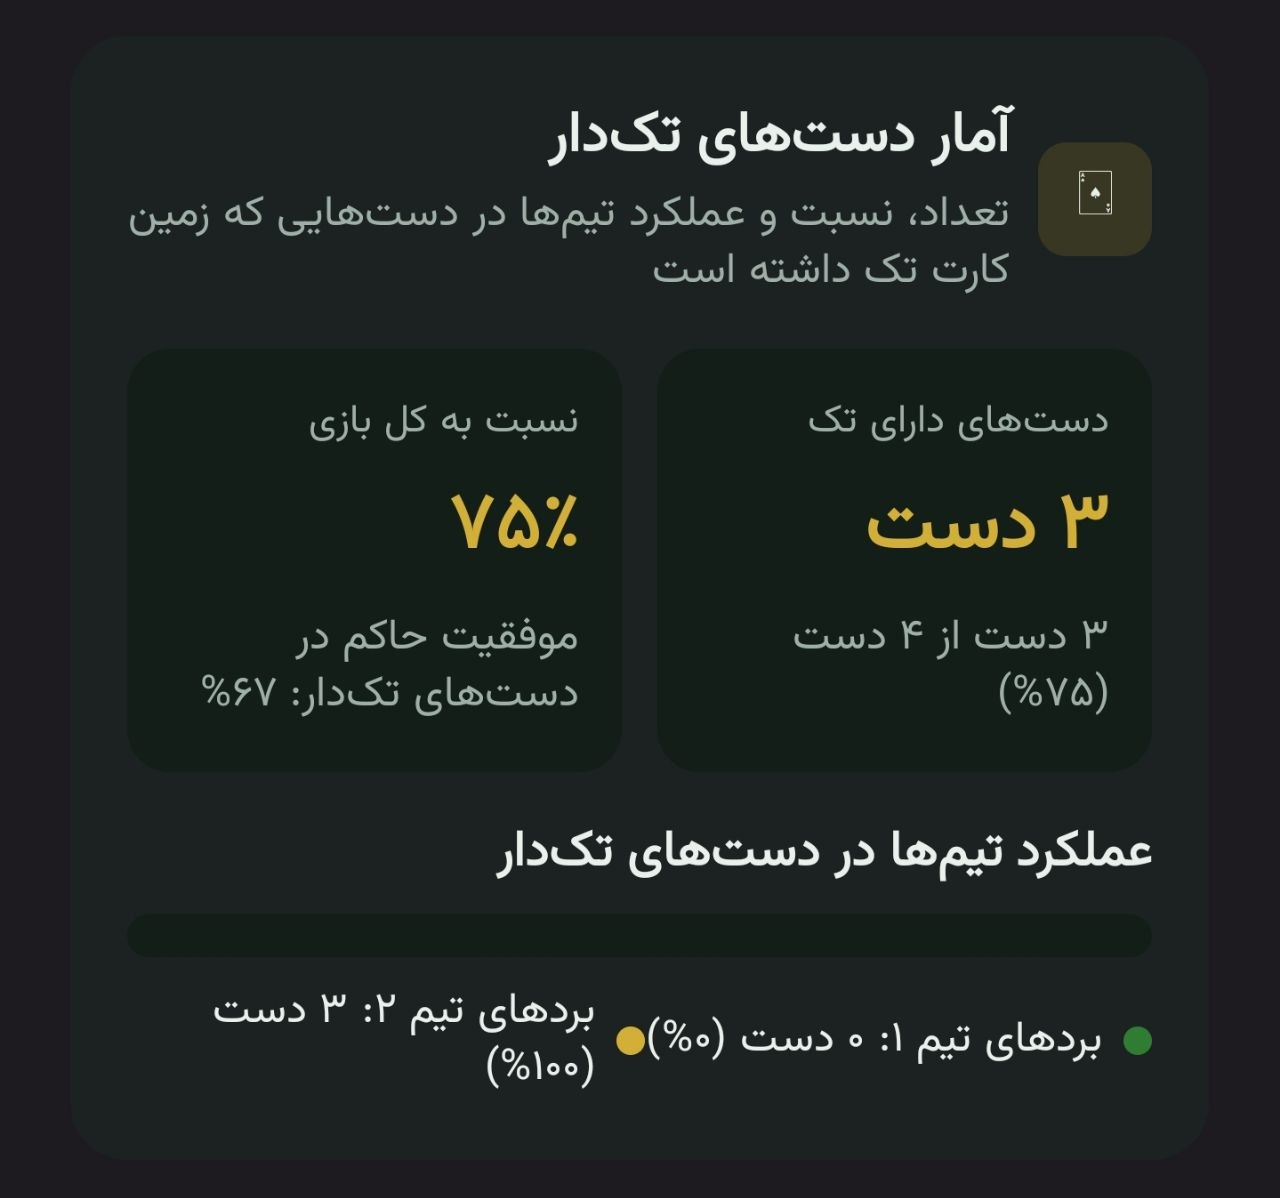 آمار دست‌های تک‌دار
تعداد، نسبت و عملکرد تیم‌ها در دست‌هایی که زمین
کارت تک داشته است
دست‌های دارای تک
۳ دست
۳ دست از ۴ دست
(%۷۵)
نسبت به کل بازی
۷۵٪
موفقیت حاکم در
دست‌های تک‌دار: ۶۷%
عملکرد تیم‌ها در دست‌های تک‌دار
بردهای تیم ۱: ۰ دست (%۰)
بردهای تیم ۲: ۳ دست
(%۱۰۰)